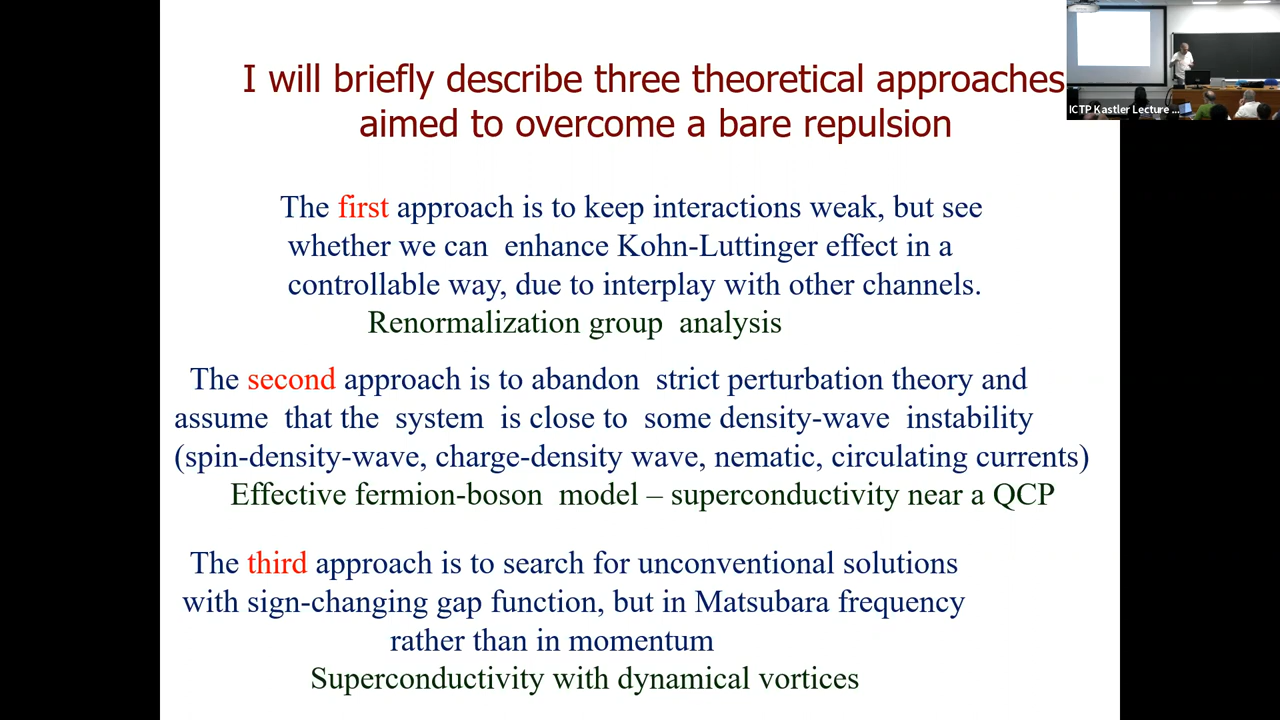 I will briefly describe three theoretical approaches
aimed to overcome a bare repulsion
ICTP Kastler Lecture ...
The first approach is to keep interactions weak, but see
whether we can enhance Kohn-Luttinger effect in a
controllable way, due to interplay with other channels.
Renormalization group analysis
The second approach is to abandon strict perturbation theory and
assume that the system is close to some density-wave instability
(spin-density-wave, charge-density wave, nematic, circulating currents)
Effective fermion-boson model – superconductivity near a QCP
The third approach is to search for unconventional solutions
with sign-changing gap function, but in Matsubara frequency
rather than in momentum
Superconductivity with dynamical vortices